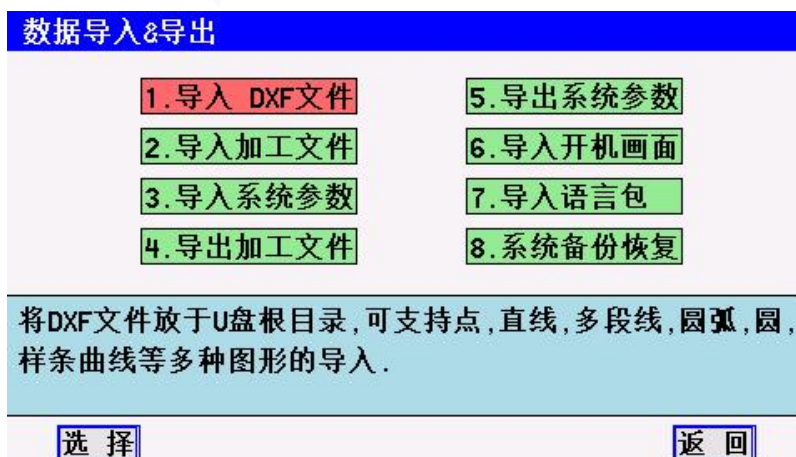 数据导入&导出
1.导入 DXF文件
2.导入加工文件
3.导入系统参数
4.导出加工文件
5.导出系统参数
6.导入开机画面
7.导入语言包
8.系统备份恢复
将DXF文件放于U盘根目录,可支持点,直线,多段线,圆弧,圆,
样条曲线等多种图形的导入.
选 择
返 回